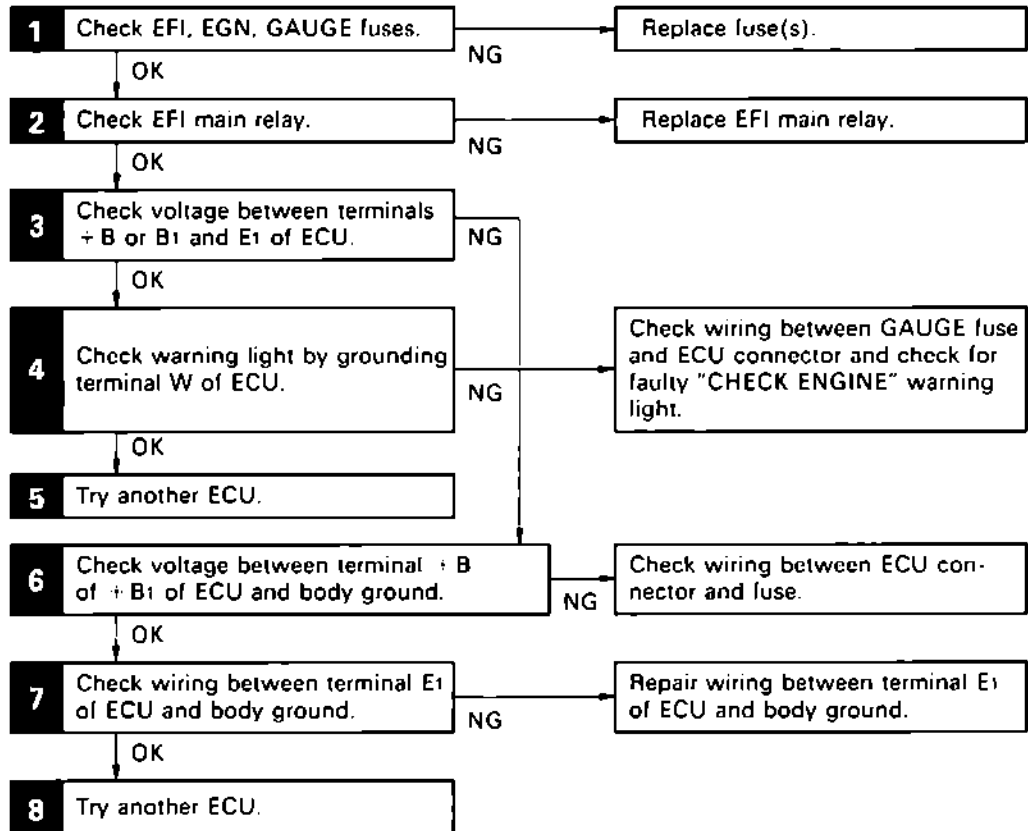 1 Check EFI, EGN, GAUGE fuses.
NG
Replace fuse(s).
OK
2 Check EFI main relay.
NG
Replace EFI main relay.
OK
3 Check voltage between terminals
+ B or B1 and E1 of ECU.
NG
OK
4 Check warning light by grounding
terminal W of ECU.
NG
Check wiring between GAUGE fuse
and ECU connector and check for
faulty "CHECK ENGINE" warning
light.
OK
5 Try another ECU.
6 Check voltage between terminal + B
of + B1 of ECU and body ground.
NG
Check wiring between ECU con-
nector and fuse.
OK
7 Check wiring between terminal E1
of ECU and body ground.
NG
Repair wiring between terminal E1
of ECU and body ground.
OK
8 Try another ECU.